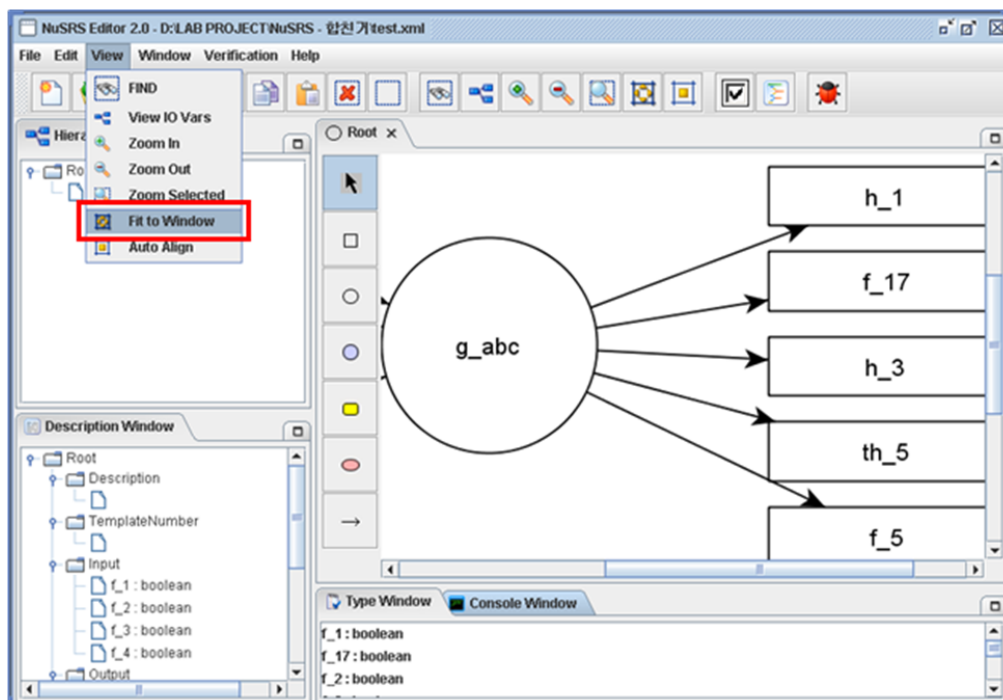 NuSRS Editor 2.0 - D:\LAB PROJECT\NuSRS - 합친거\test.xml
File Edit View Window Verification Help
FIND
View IO Vars
Zoom In
Zoom Out
Zoom Selected
Fit to Window
Auto Align
Hiera
Ro
Root
g_abc
h_1
f_17
h_3
th_5
f_5
Description Window
Root
Description
TemplateNumber
Input
f_1 : boolean
f_2 : boolean
f_3 : boolean
f_4 : boolean
Output
Type Window Console Window
f_1 : boolean
f_17 : boolean
f_2 : boolean